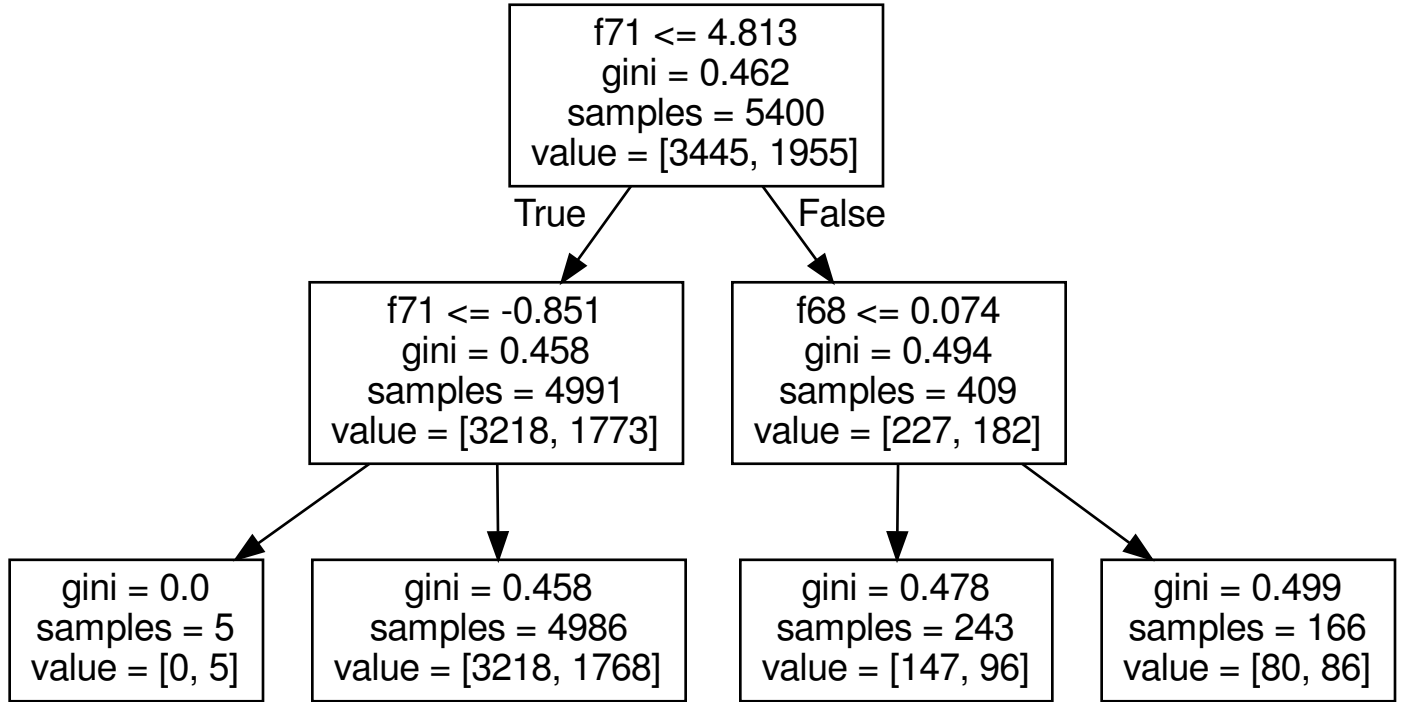 f71 <= 4.813
gini = 0.462
samples = 5400
value = [3445, 1955]
True
False
f71 <= -0.851
gini = 0.458
samples = 4991
value = [3218, 1773]
f68 <= 0.074
gini = 0.494
samples = 409
value = [227, 182]
gini = 0.0
samples = 5
value = [0, 5]
gini = 0.458
samples = 4986
value = [3218, 1768]
gini = 0.478
samples = 243
value = [147, 96]
gini = 0.499
samples = 166
value = [80, 86]